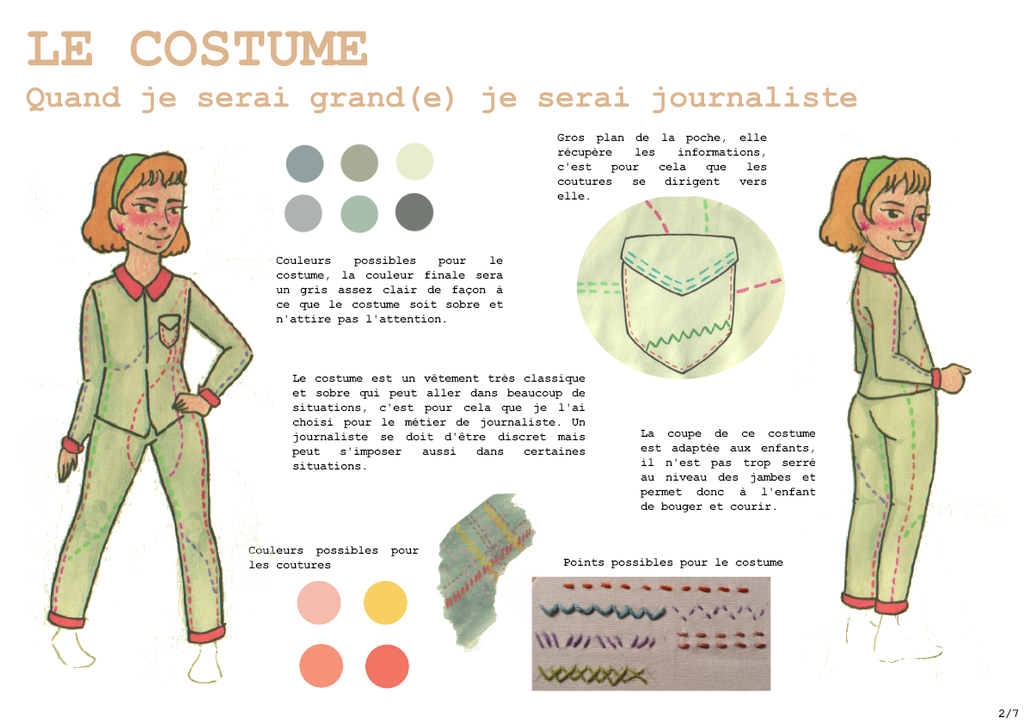 LE COSTUME
Quand je serai grand(e) je serai journaliste
Gros plan de la poche, elle
récupère les informations,
c'est pour cela que les
coutures se dirigent vers
elle.
Couleurs possibles pour le
costume, la couleur finale sera
un gris assez clair de façon à
ce que le costume soit sobre et
n'attire pas l'attention.
Le costume est un vêtement très classique
et sobre qui peut aller dans beaucoup de
situations, c'est pour cela que je l'ai
choisi pour le métier de journaliste. Un
journaliste se doit d'être discret mais
peut s'imposer aussi dans certaines
situations.
La coupe de ce costume
est adaptée aux enfants,
il n'est pas trop serré
au niveau des jambes et
permet donc à l'enfant
de bouger et courir.
Couleurs possibles pour
les coutures
Points possibles pour le costume
2/7